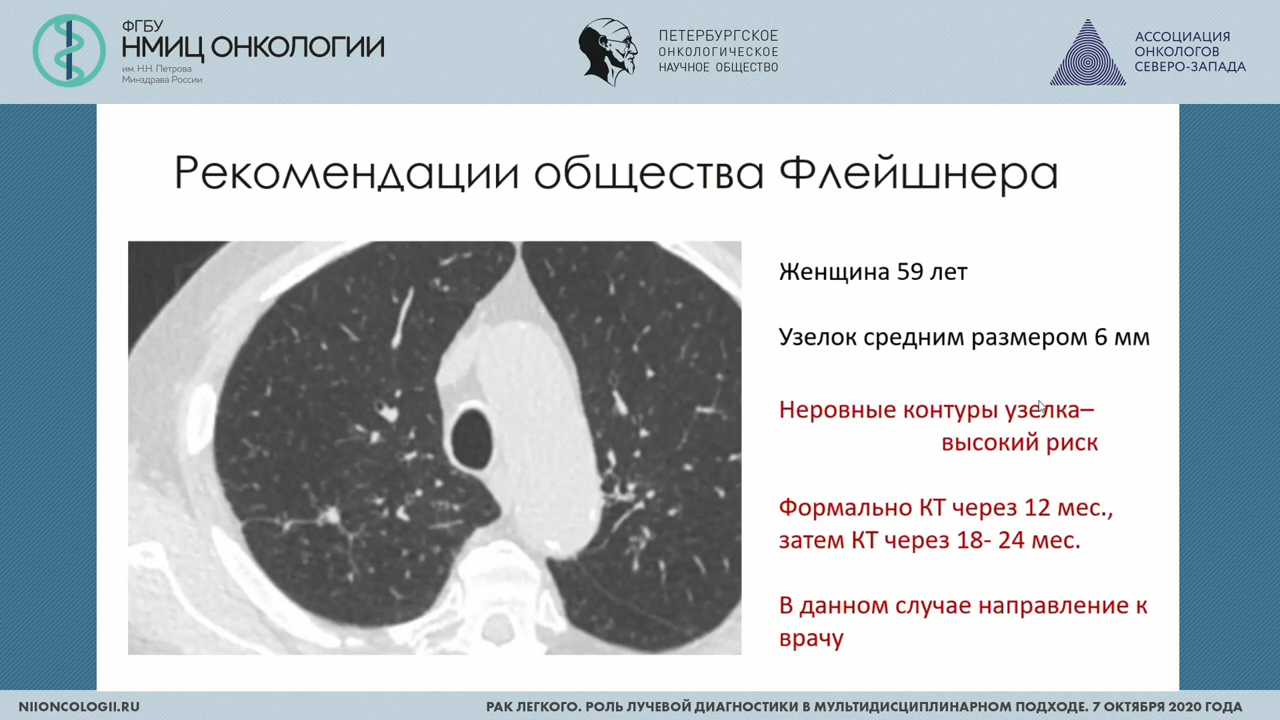 ФГБУ
НМИЦ ОНКОЛОГИИ
им. Н.Н. Петрова
Минздрава России
ПЕТЕРБУРГСКОЕ
ОНКОЛОГИЧЕСКОЕ
НАУЧНОЕ ОБЩЕСТВО
АССОЦИАЦИЯ
ОНКОЛОГОВ
СЕВЕРО-ЗАПАДА
Рекомендации общества Флейшнера
Женщина 59 лет
Узелок средним размером 6 мм
Неровные контуры узелка–
высокий риск
Формально КТ через 12 мес.,
затем КТ через 18- 24 мес.
В данном случае направление к
врачу
NIIONCOLOGII.RU
РАК ЛЕГКОГО. РОЛЬ ЛУЧЕВОЙ ДИАГНОСТИКИ В МУЛЬТИДИСЦИПЛИНАРНОМ ПОДХОДЕ. 7 ОКТЯБРЯ 2020 ГОДА